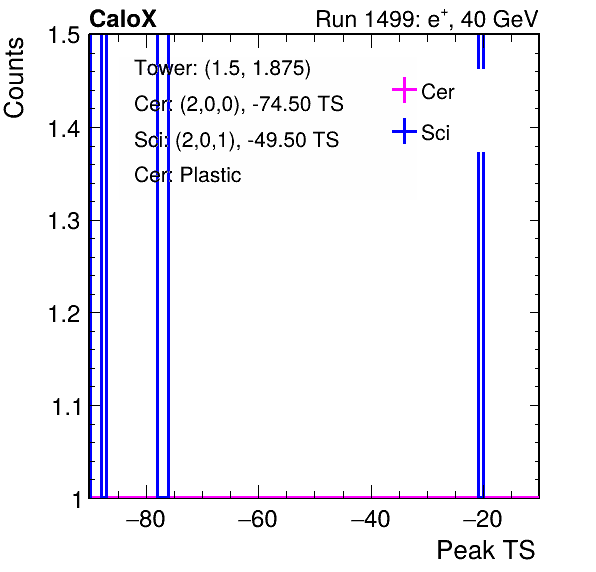 CaloX Run 1499: e+, 40 GeV
Counts
1.5
1.4
1.3
1.2
1.1
1
Tower: (1.5, 1.875)
Cer: (2,0,0), -74.50 TS
Sci: (2,0,1), -49.50 TS
Cer: Plastic
Cer
Sci
−80 −60 −40 −20
Peak TS